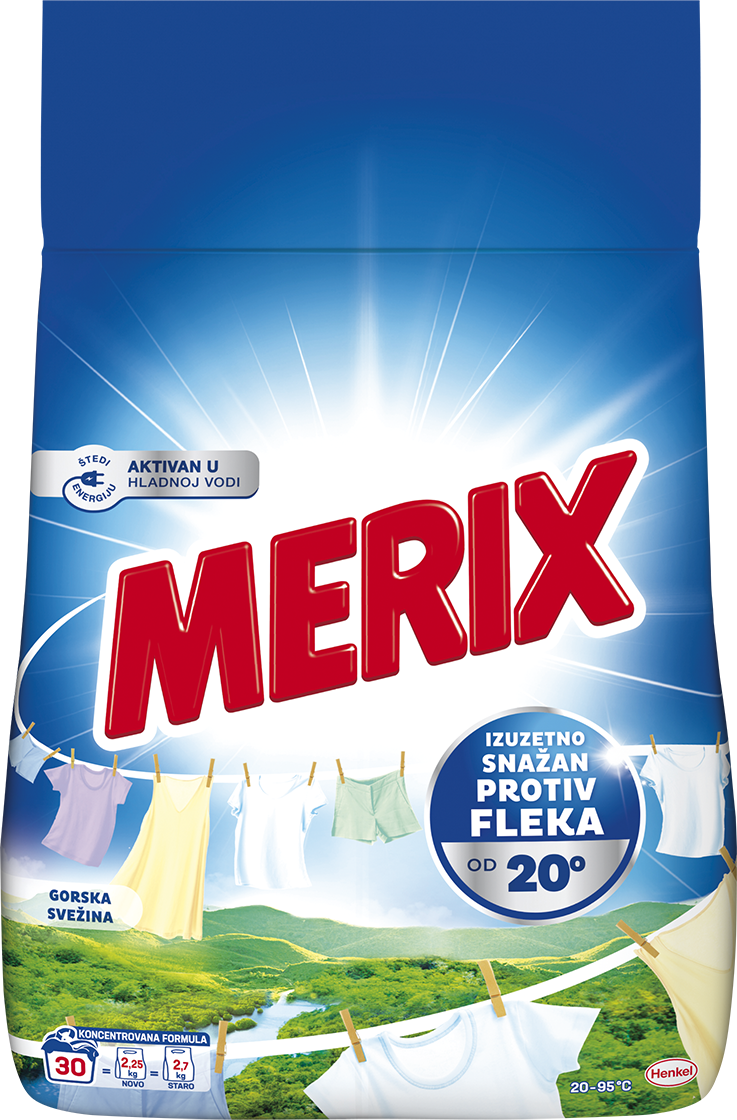 ŠTEDI
ENERGIJU
AKTIVAN U
HLADNOJ VODI
MERIX
IZUZETNO
SNAŽAN
PROTIV
FLEKA
OD 20°
GORSKA
SVEŽINA
KONCENTROVANA FORMULA
30 = 2,25 kg = 2,7 kg
NOVO STARO
20-95°C
Henkel